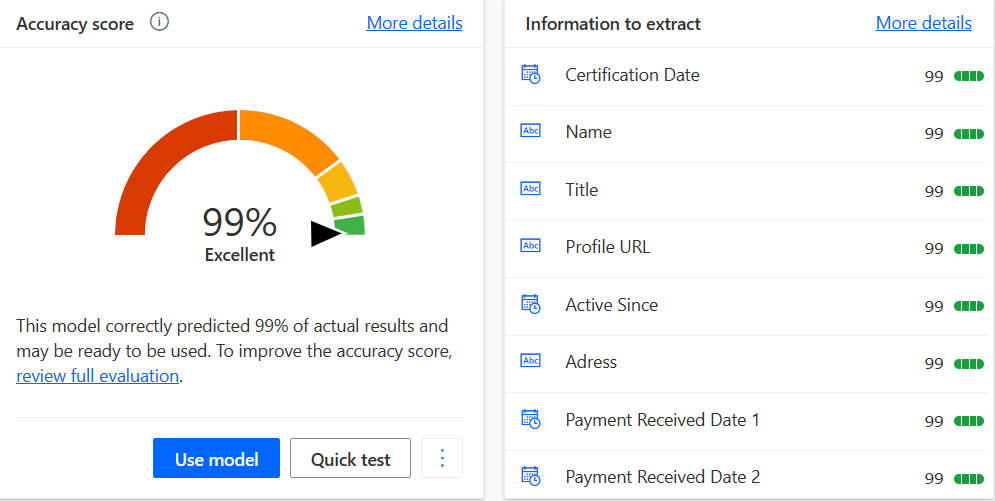 Accuracy score
More details
99%
Excellent
This model correctly predicted 99% of actual results and
may be ready to be used. To improve the accuracy score,
review full evaluation.
Use model
Quick test
Information to extract
More details
Certification Date 99
Abc Name 99
Abc Title 99
Abc Profile URL 99
Active Since 99
Abc Adress 99
Payment Received Date 1 99
Payment Received Date 2 99